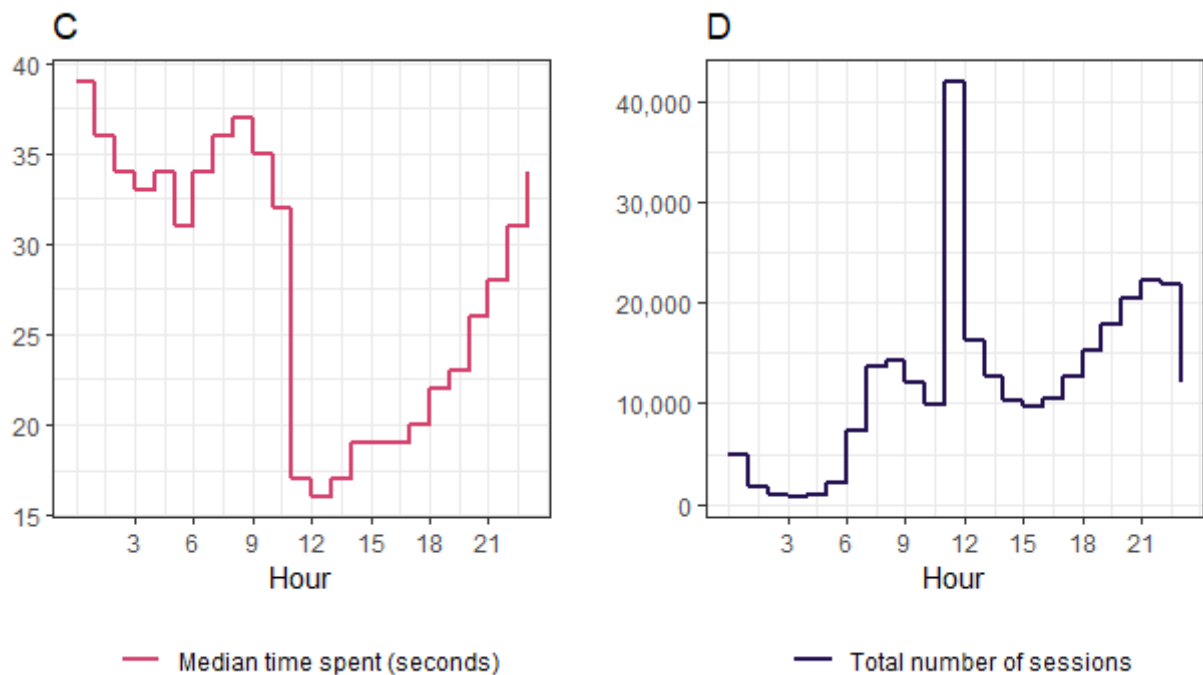 C
40
35
30
25
20
15
3 6 9 12 15 18 21
Hour
Median time spent (seconds)
D
40,000
30,000
20,000
10,000
0
3 6 9 12 15 18 21
Hour
Total number of sessions